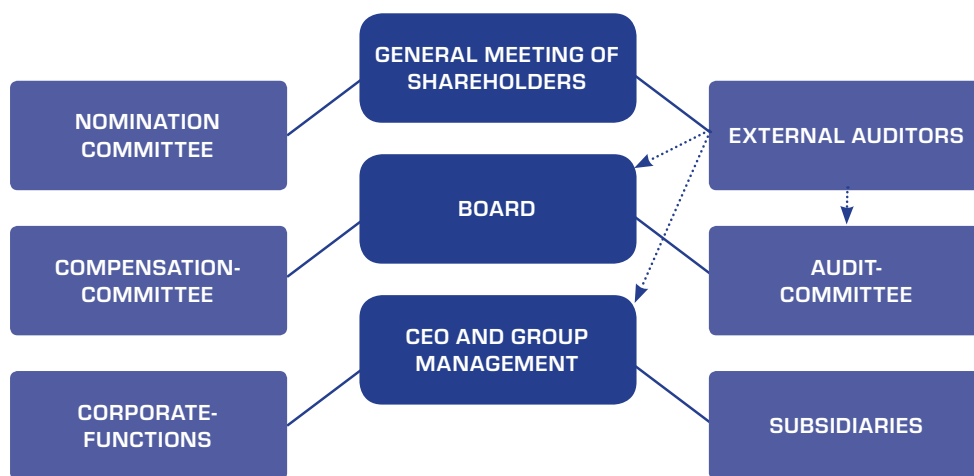 GENERAL MEETING OF
SHAREHOLDERS
NOMINATION
COMMITTEE
EXTERNAL AUDITORS
BOARD
COMPENSATION-
COMMITTEE
AUDIT-
COMMITTEE
CEO AND GROUP
MANAGEMENT
CORPORATE-
FUNCTIONS
SUBSIDIARIES